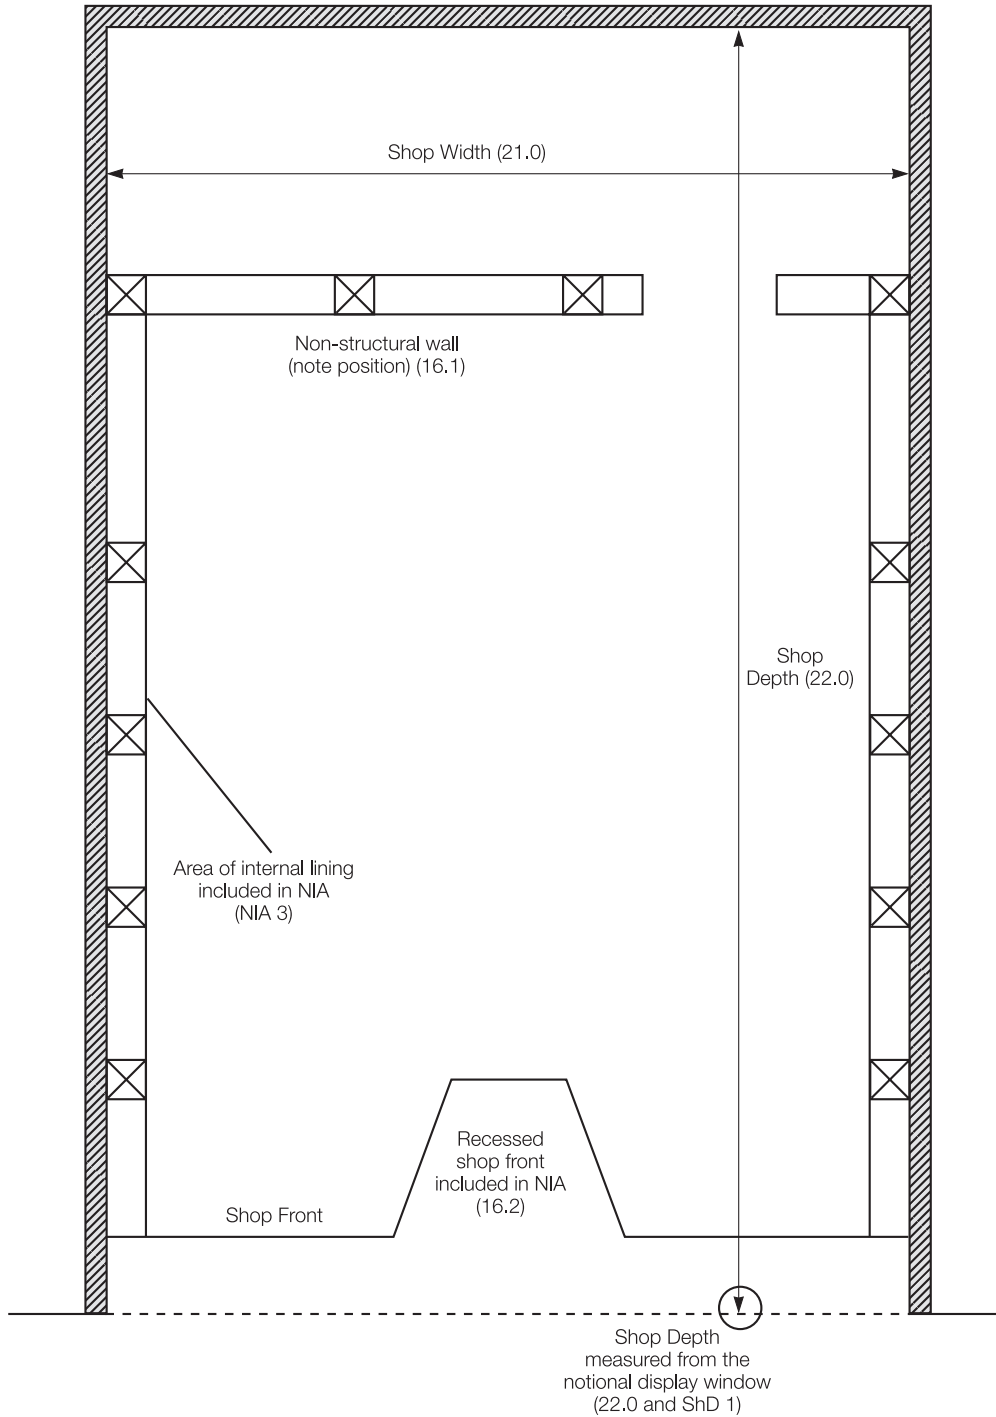 Shop Width (21.0)
Non-structural wall
(note position) (16.1)
Shop
Depth (22.0)
Area of internal lining
included in NIA
(NIA 3)
Recessed
shop front
included in NIA
(16.2)
Shop Front
Shop Depth
measured from the
notional display window
(22.0 and ShD 1)